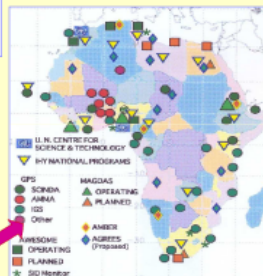 U. N. CENTRE FOR
SCIENCE & TECHNOLOGY
IHY NATIONAL PROGRAMS
GPS
SCINDA
AMMA
IGS
Other
MAGDAS
OPERATING
PLANNED
AWESOME
OPERATING
PLANNED
SID Monitor
AMBER
AGREES
(Proposed)